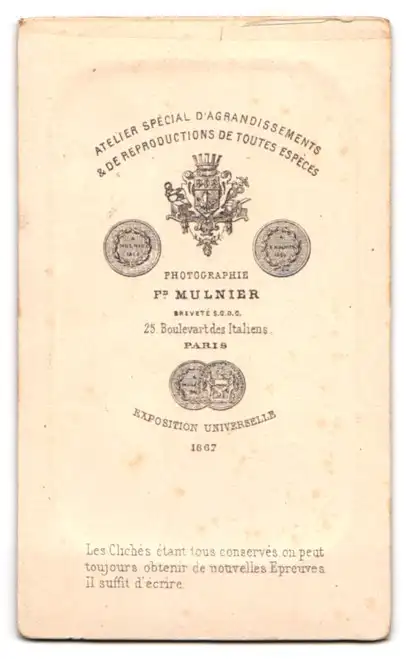 ATELIER SPÉCIAL D'AGRANDISSEMENTS
& DE REPRODUCTIONS DE TOUTES ESPÈCES
PHOTOGRAPHIE
FD MULNIER
BREVETÉ S.G.D.G.
25. Boulevart des Italiens.
PARIS
EXPOSITION UNIVERSELLE
1867
Les Clichés étant tous conservés, on peut
toujours obtenir de nouvelles Epreuves
Il suffit d'écrire.